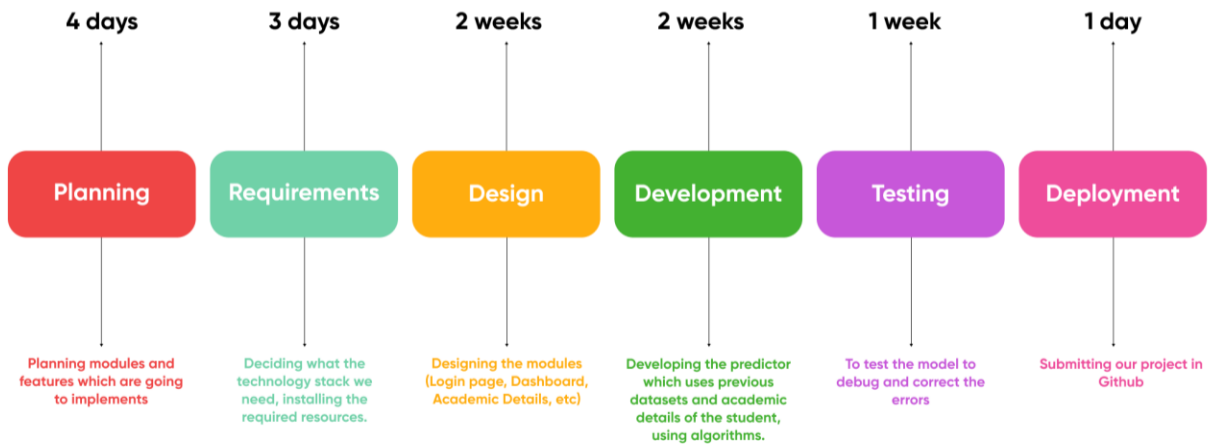 4 days
3 days
2 weeks
2 weeks
1 week
1 day
Planning
Requirements
Design
Development
Testing
Deployment
Planning modules and
features which are going
to implements
Deciding what the
technology stack we
need, installing the
required resources.
Designing the modules
(Login page, Dashboard,
Academic Details, etc)
Developing the predictor
which uses previous
datasets and academic
details of the student,
using algorithms.
To test the model to
debug and correct the
errors
Submitting our project in
Github